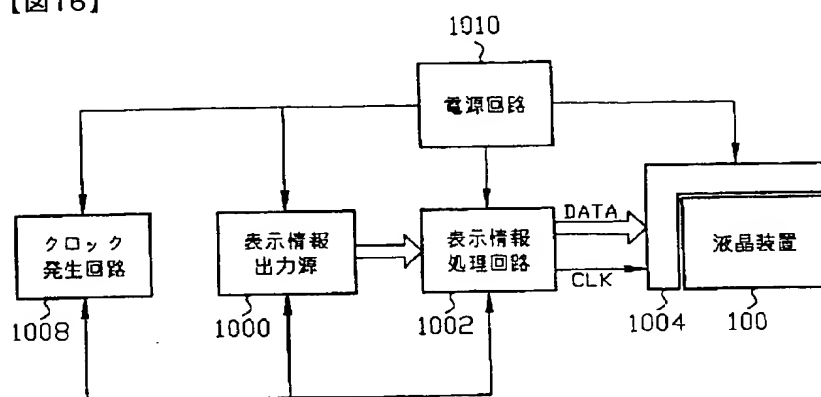 【図16】
1010
電源回路
クロック
発生回路
表示情報
出力源
表示情報
処理回路
DATA
CLK
液晶装置
1008
1000
1002
1004
100